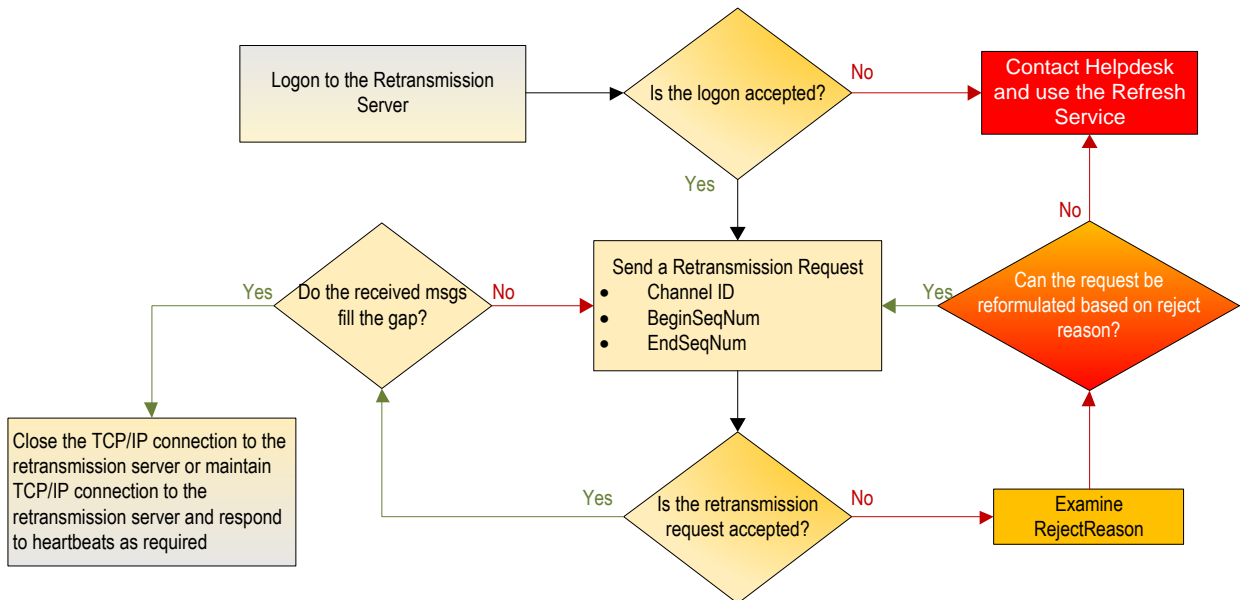 Logon to the Retransmission
Server
Is the logon accepted?
No
Contact Helpdesk
and use the Refresh
Service
Yes
No
Yes
Do the received msgs
fill the gap?
No
Send a Retransmission Request
• Channel ID
• BeginSeqNum
• EndSeqNum
Yes
Can the request be
reformulated based on reject
reason?
Close the TCP/IP connection to the
retransmission server or maintain
TCP/IP connection to the
retransmission server and respond
to heartbeats as required
Yes
Is the retransmission
request accepted?
No
Examine
RejectReason